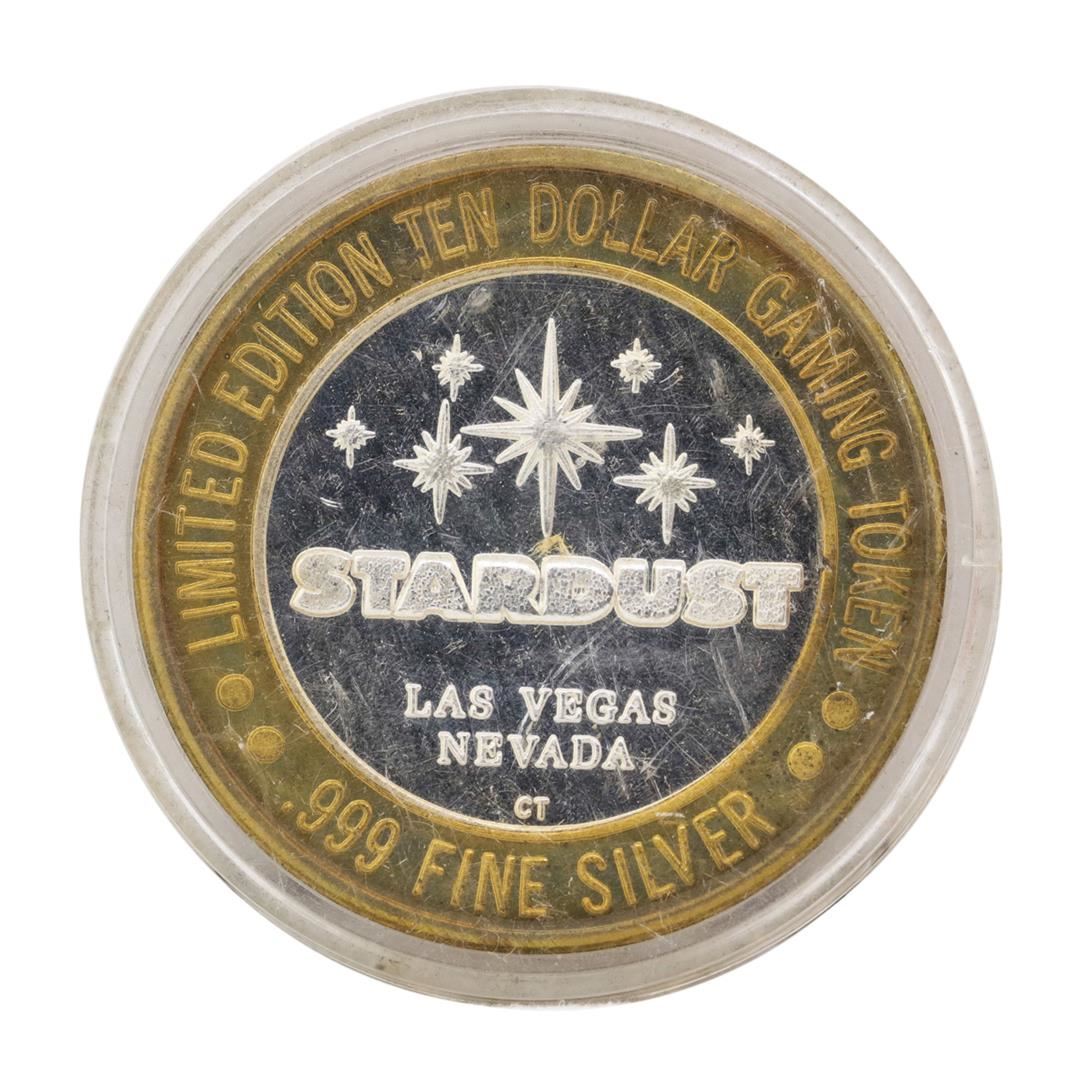 LIMITED EDITION TEN DOLLAR GAMING TOKEN
STARDUST
LAS VEGAS
NEVADA
CT
.999 FINE SILVER